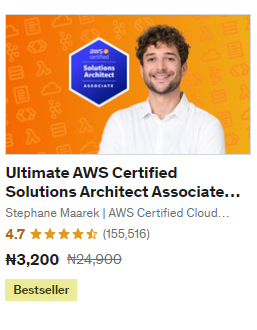 aws
certified
Solutions
Architect
ASSOCIATE
Ultimate AWS Certified
Solutions Architect Associate...
Stephane Maarek | AWS Certified Cloud...
4.7 (155,516)
₦3,200 ₦24,900
Bestseller